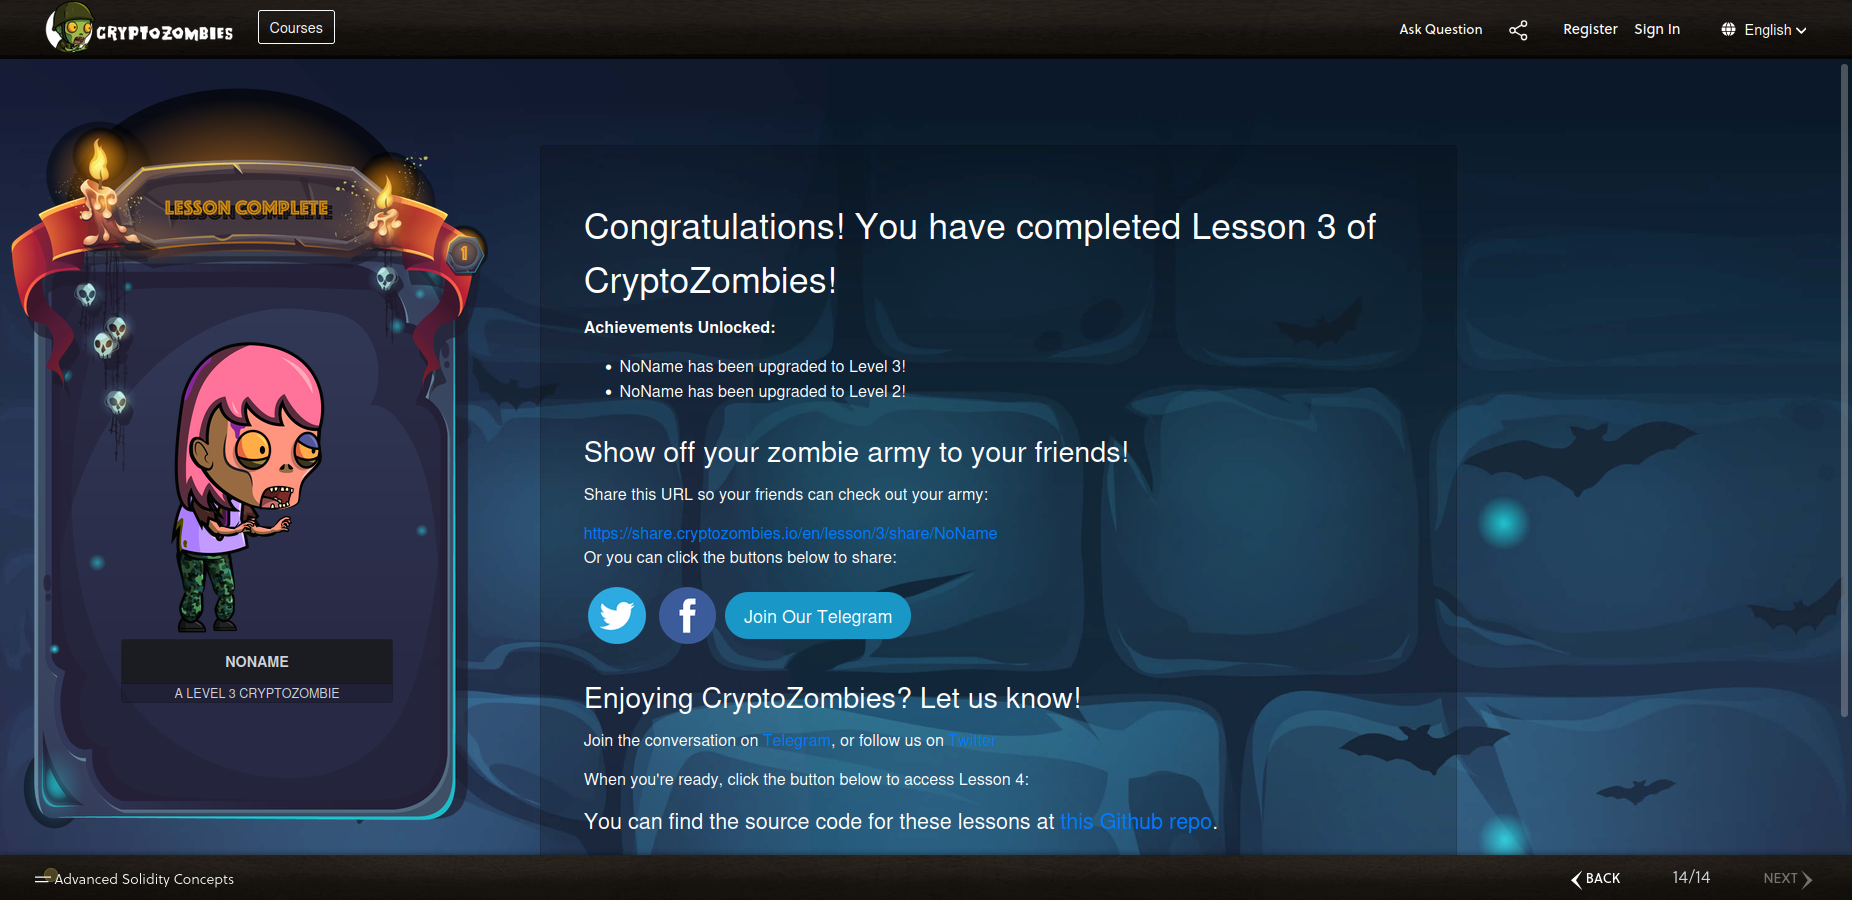 CRYPTOZOMBIES
Courses
Ask Question
Register
Sign In
English
LESSON COMPLETE
1
NONAME
A LEVEL 3 CRYPTOZOMBIE
Congratulations! You have completed Lesson 3 of
CryptoZombies!
Achievements Unlocked:
• NoName has been upgraded to Level 3!
• NoName has been upgraded to Level 2!
Show off your zombie army to your friends!
Share this URL so your friends can check out your army:
https://share.cryptozombies.io/en/lesson/3/share/NoName
Or you can click the buttons below to share:
Join Our Telegram
Enjoying CryptoZombies? Let us know!
Join the conversation on Telegram, or follow us on Twitter
When you're ready, click the button below to access Lesson 4:
You can find the source code for these lessons at this Github repo.
Advanced Solidity Concepts
BACK
14/14
NEXT